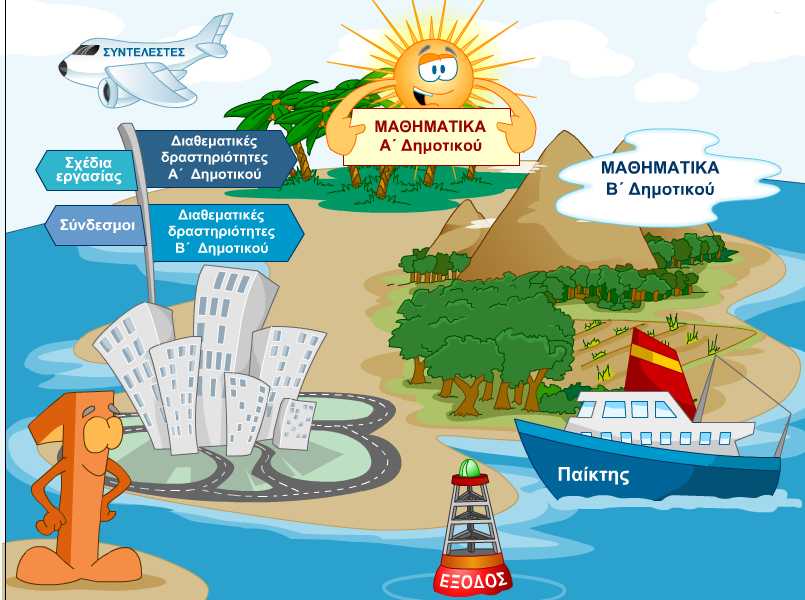 ΣΥΝΤΕΛΕΣΤΕΣ
ΜΑΘΗΜΑΤΙΚΑ
Α΄ Δημοτικού
Διαθεματικές
δραστηριότητες
Α΄ Δημοτικού
Σχέδια
εργασίας
ΜΑΘΗΜΑΤΙΚΑ
Β΄ Δημοτικού
Σύνδεσμοι
Διαθεματικές
δραστηριότητες
Β΄ Δημοτικού
Παίκτης
ΕΞΟΔΟΣ